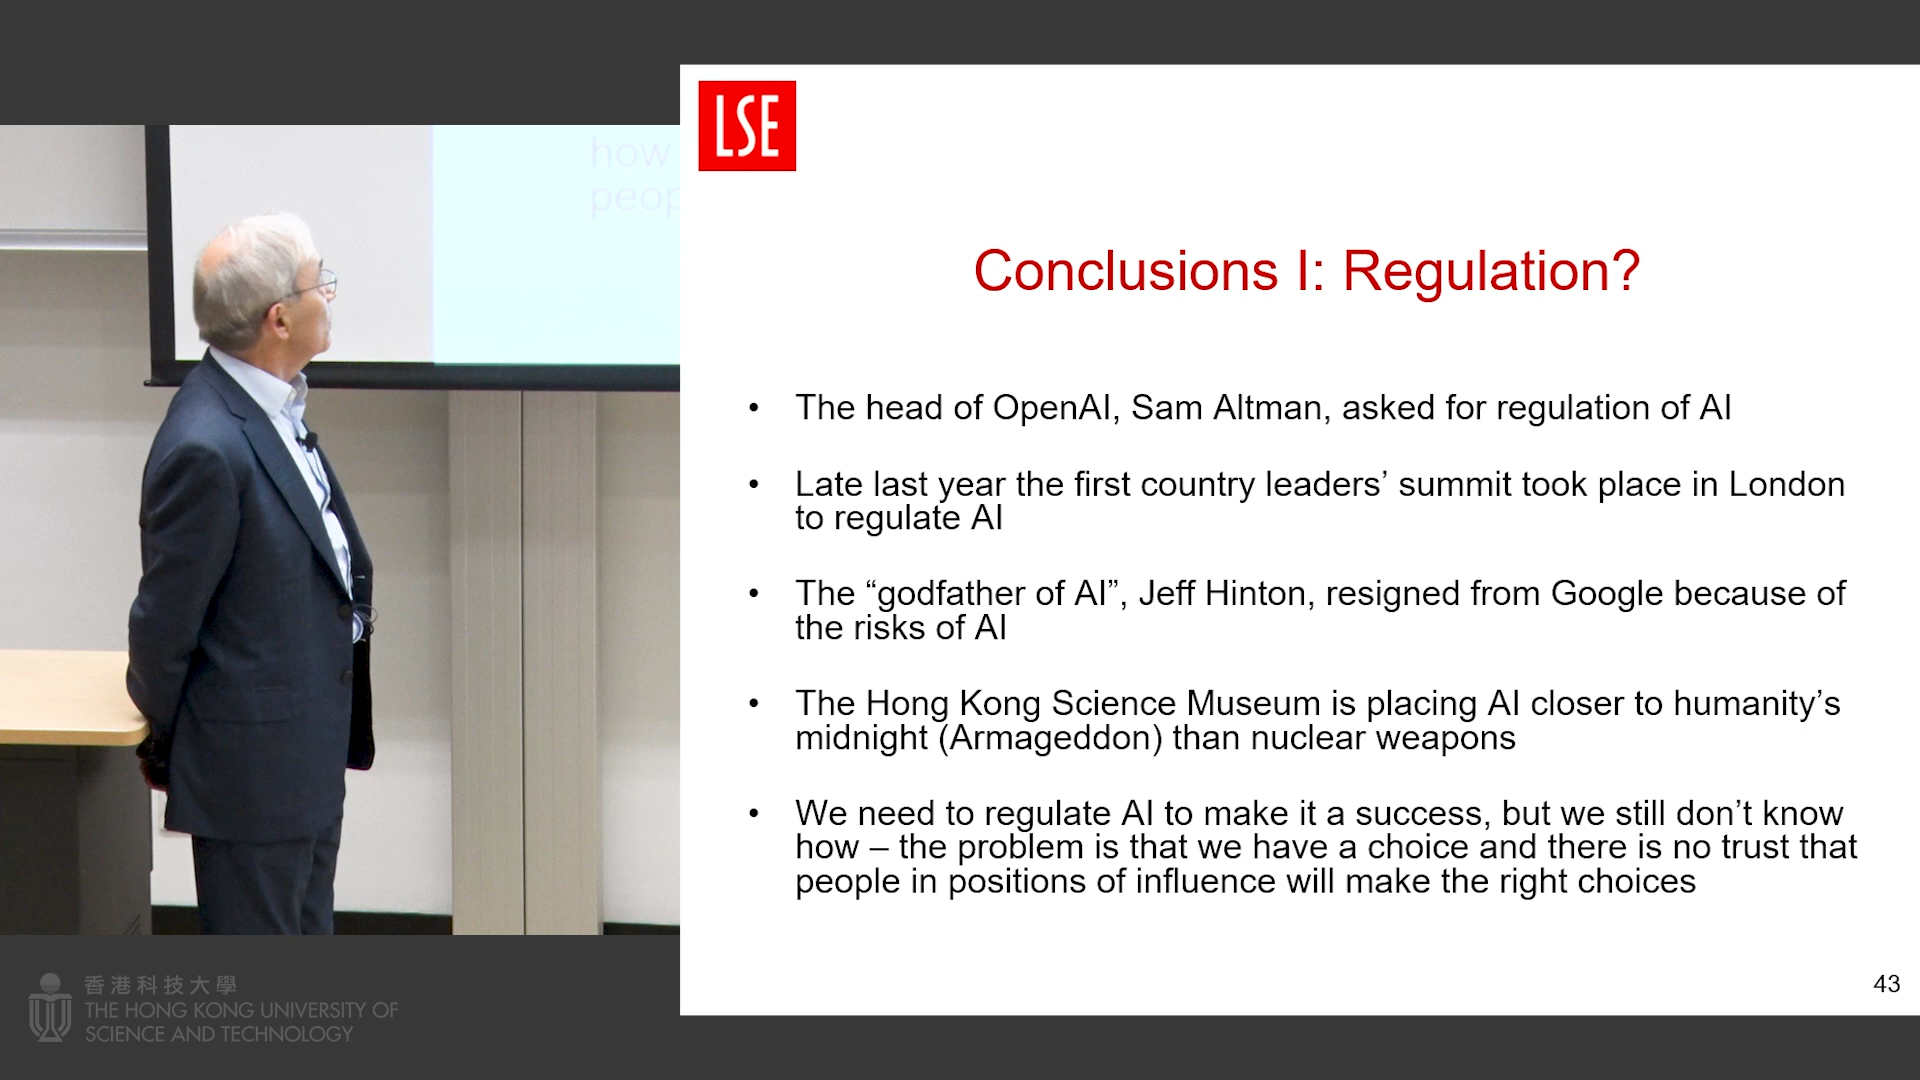 LSE
how
peop
Conclusions I: Regulation?
• The head of OpenAI, Sam Altman, asked for regulation of AI
• Late last year the first country leaders’ summit took place in London
to regulate AI
• The “godfather of AI”, Jeff Hinton, resigned from Google because of
the risks of AI
• The Hong Kong Science Museum is placing AI closer to humanity’s
midnight (Armageddon) than nuclear weapons
• We need to regulate AI to make it a success, but we still don’t know
how – the problem is that we have a choice and there is no trust that
people in positions of influence will make the right choices
43
香港科技大學
THE HONG KONG UNIVERSITY OF
SCIENCE AND TECHNOLOGY